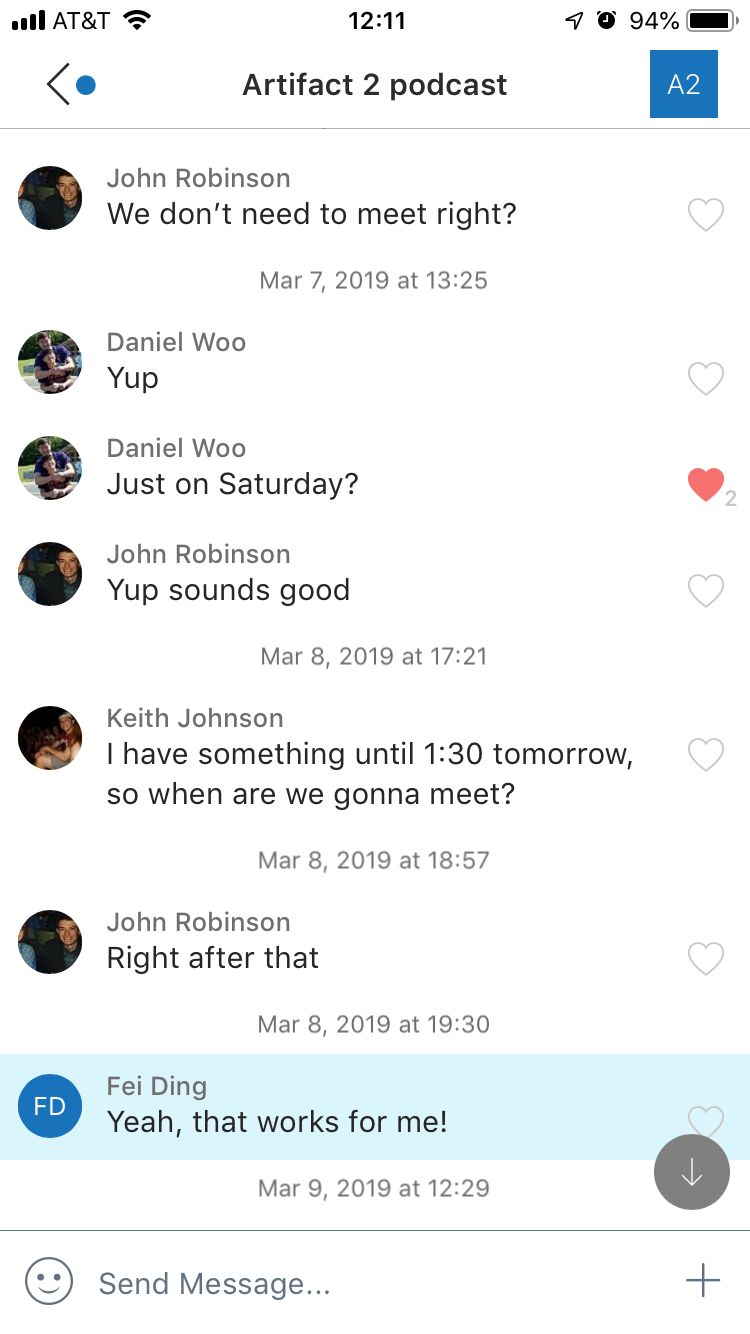 AT&T 12:11 94%
Artifact 2 podcast A2
John Robinson
We don’t need to meet right?
Mar 7, 2019 at 13:25
Daniel Woo
Yup
Daniel Woo
Just on Saturday?
2
John Robinson
Yup sounds good
Mar 8, 2019 at 17:21
Keith Johnson
I have something until 1:30 tomorrow,
so when are we gonna meet?
Mar 8, 2019 at 18:57
John Robinson
Right after that
Mar 8, 2019 at 19:30
FD Fei Ding
Yeah, that works for me!
Mar 9, 2019 at 12:29
Send Message...